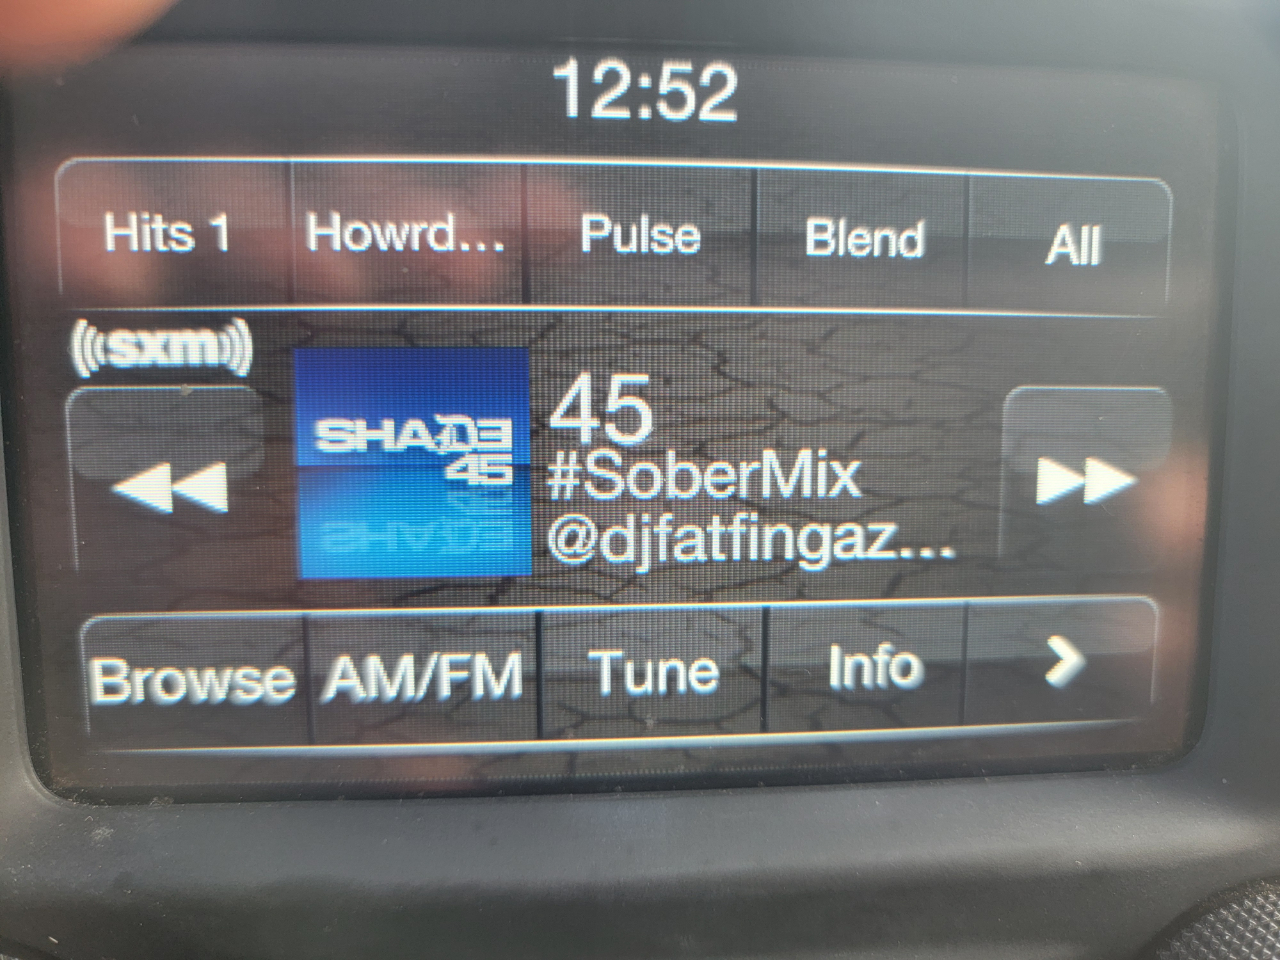 12:52
Hits 1 Howrd... Pulse Blend All
sxm
SHADE
45
45
#SoberMix
@djfatfingaz...
Browse AM/FM Tune Info